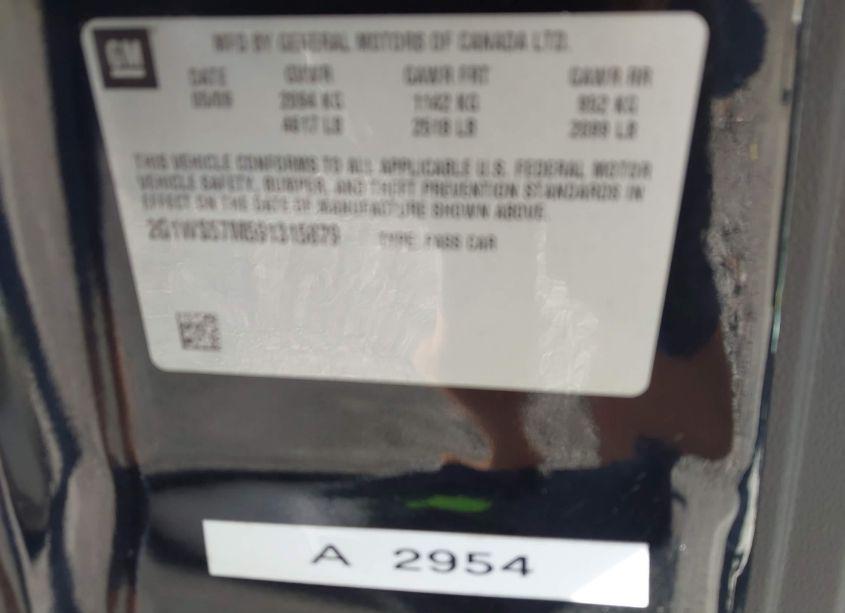 GM
MFD BY GENERAL MOTORS OF CANADA LTD.
DATE GVWR GAWR FRT GAWR RR
05/09 2094 KG 1142 KG 952 KG
4617 LB 2518 LB 2099 LB
THIS VEHICLE CONFORMS TO ALL APPLICABLE U.S. FEDERAL MOTOR
VEHICLE SAFETY, BUMPER, AND THEFT PREVENTION STANDARDS IN
EFFECT ON THE DATE OF MANUFACTURE SHOWN ABOVE.
2G1WS57M591315879 TYPE: PASS CAR
A 2954